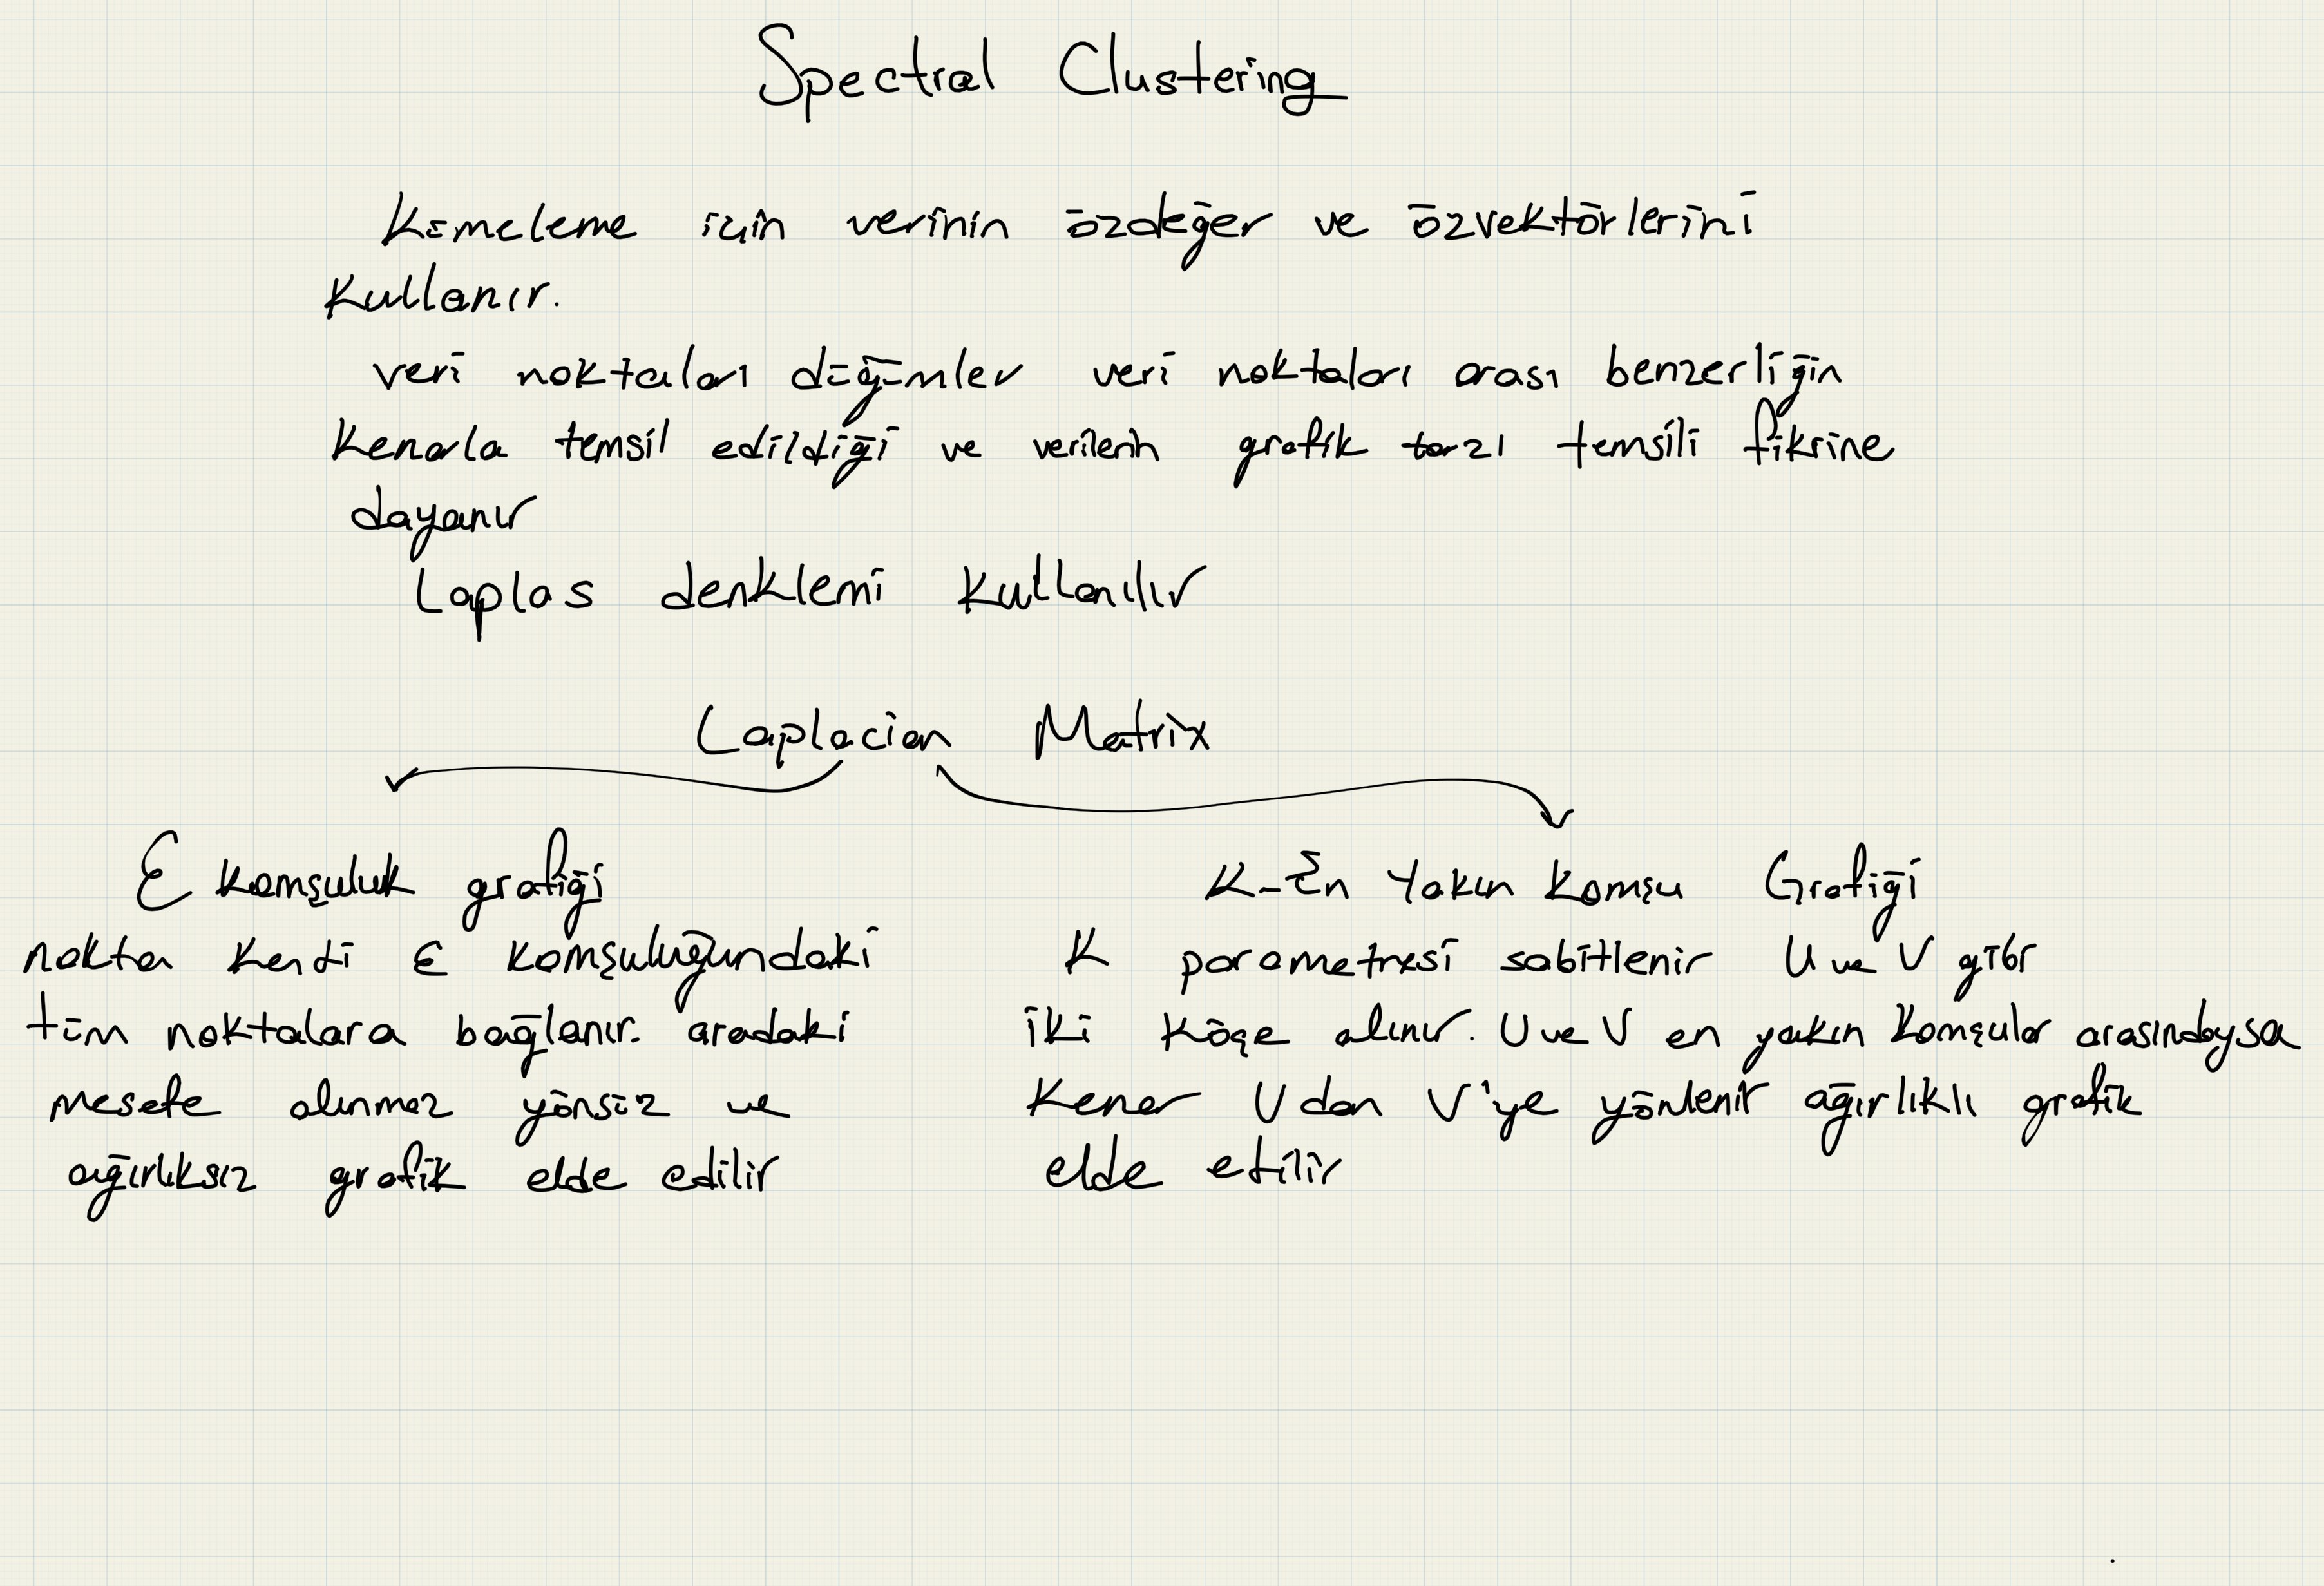 Spectral Clustering
Kümeleme için verinin özdeğer ve özvektörlerini
kullanır.
veri noktaları düğümler veri noktaları arası benzerliğin
kenarla temsil edildiği ve verilerin grafik tarzı temsili fikrine
dayanır
Laplas denklemi kullanılır
Laplacian Matrix
Ɛ komşuluk grafiği
nokta kendi Ɛ komşuluğundaki
tüm noktalara bağlanır. aradaki
mesafe alınmaz yönsüz ve
ağırlıksız grafik elde edilir
K-En Yakın Komşu Grafiği
K parametresi sabitlenir U ve V gibi
iki köşe alınır. U ve V en yakın komşular arasındaysa
Kenar U dan V'ye yönlenir ağırlıklı grafik
elde edilir